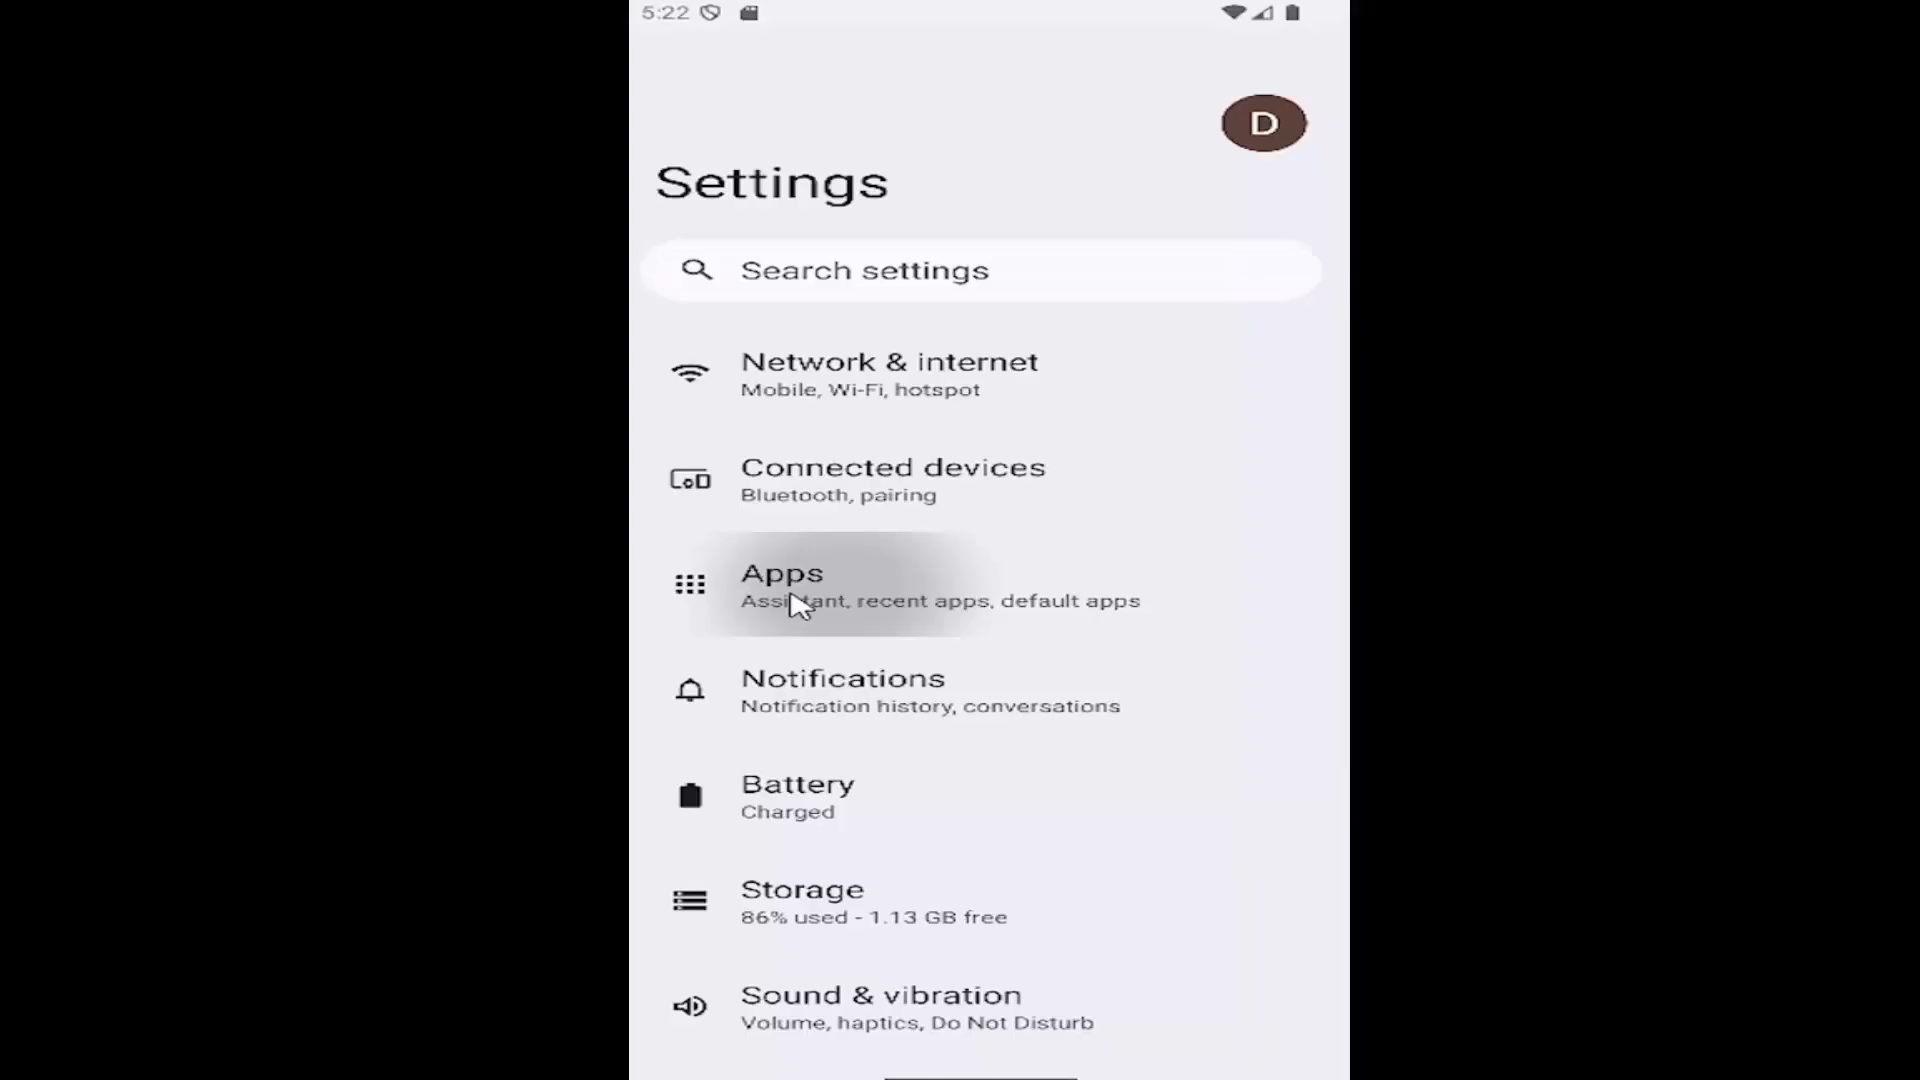 5:22
D
Settings
Search settings
Network & internet
Mobile, Wi-Fi, hotspot
Connected devices
Bluetooth, pairing
Apps
Assistant, recent apps, default apps
Notifications
Notification history, conversations
Battery
Charged
Storage
86% used - 1.13 GB free
Sound & vibration
Volume, haptics, Do Not Disturb